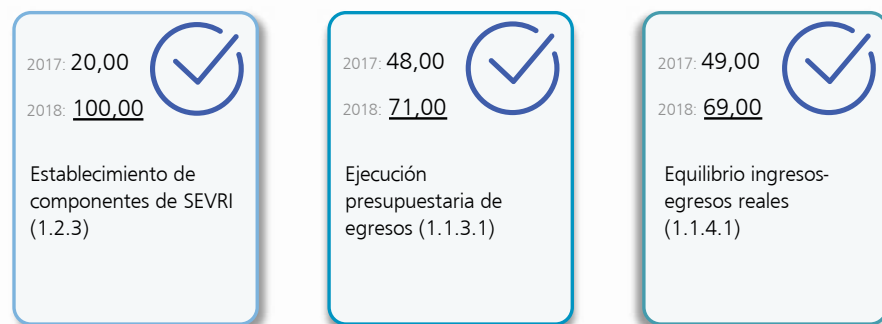 2017: 20,00
2018: 100,00
Establecimiento de
componentes de SEVRI
(1.2.3)
2017: 48,00
2018: 71,00
Ejecución
presupuestaria de
egresos (1.1.3.1)
2017: 49,00
2018: 69,00
Equilibrio ingresos-
egresos reales
(1.1.4.1)